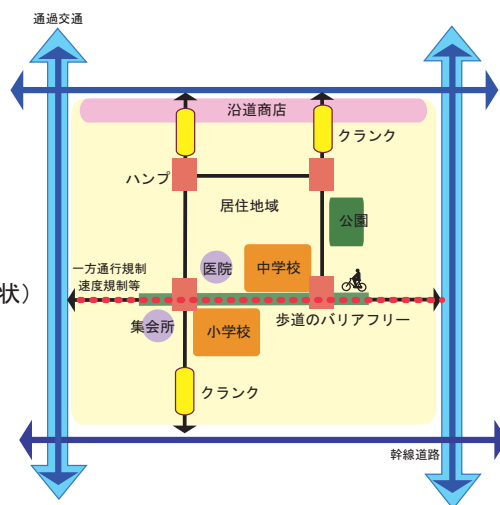 通過交通
沿道商店
クランク
ハンプ
居住地域
公園
医院
中学校
一方通行規制
速度規制等
状）
集会所
小学校
歩道のバリアフリー
クランク
幹線道路